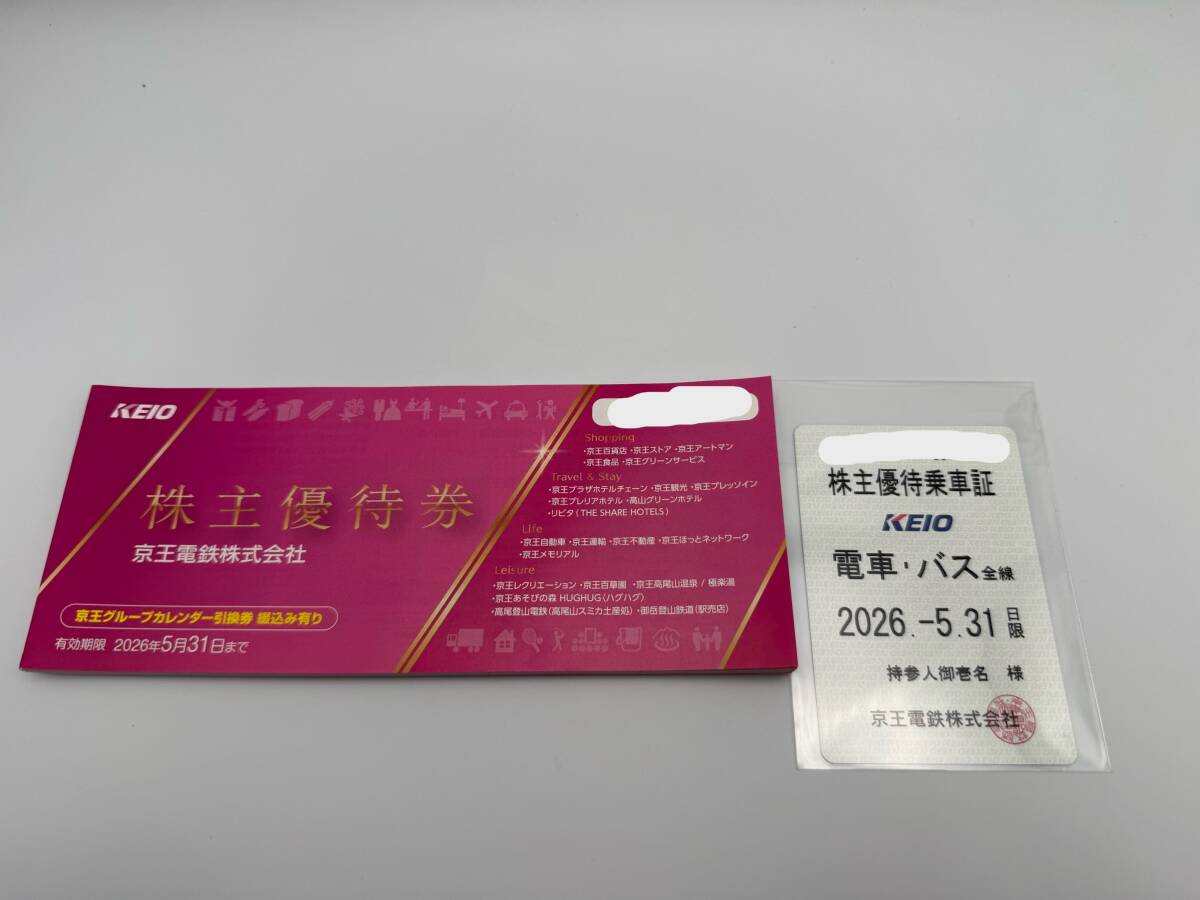 KEIO
株主優待券
京王電鉄株式会社
京王グループカレンダー引換券 綴込み有り
有効期限 2026年5月31日まで
Shopping
・京王百貨店 ・京王ストア ・京王アートマン
・京王食品 ・京王グリーンサービス
Travel & Stay
・京王プラザホテルチェーン ・京王観光 ・京王プレッソイン
・京王プレリアホテル ・高山グリーンホテル
・リビタ(THE SHARE HOTELS)
Life
・京王自動車 ・京王運輸 ・京王不動産 ・京王ほっとネットワーク
・京王メモリアル
Leisure
・京王レクリエーション ・京王百草園 ・京王高尾山温泉 / 極楽湯
・京王あそびの森 HUGHUG(ハグハグ)
・高尾登山電鉄(高尾山スミカ土産処) ・御岳登山鉄道(駅売店)
株主優待乗車証
KEIO
電車・バス全線
2026.-5.31日限
持参人御壱名 様
京王電鉄株式会社